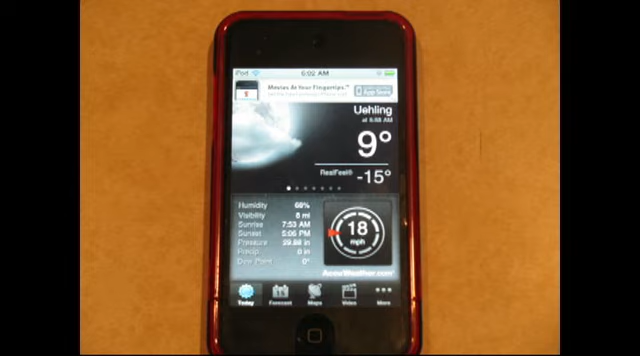 iPod 6:02 AM
Movies At Your Fingertips.™
App Store
Uehling
at 5:55 AM
9°
RealFeel® -15°
Humidity 68%
Visibility 8 mi
Sunrise 7:53 AM
Sunset 5:06 PM
Pressure 29.88 in
Precip 0 in
Dew Point 0°
18
mph
AccuWeather.com
Today Forecast Maps Video More